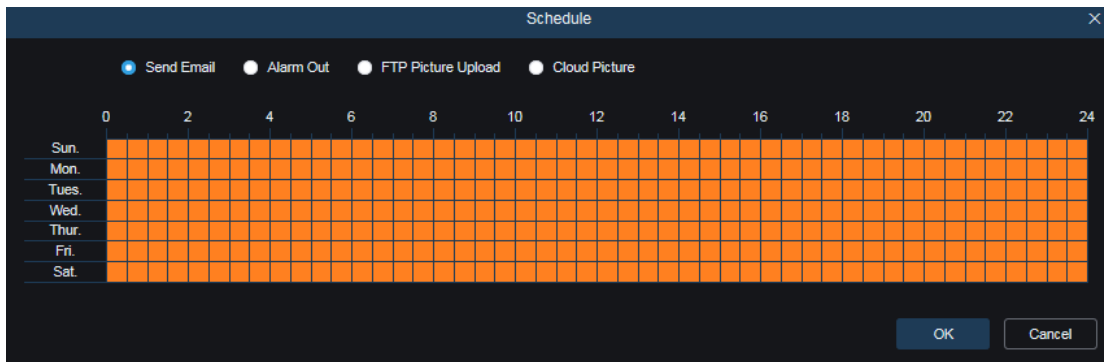 Schedule
Send Email Alarm Out FTP Picture Upload Cloud Picture
0 2 4 6 8 10 12 14 16 18 20 22 24
Sun.
Mon.
Tues.
Wed.
Thur.
Fri.
Sat.
OK Cancel